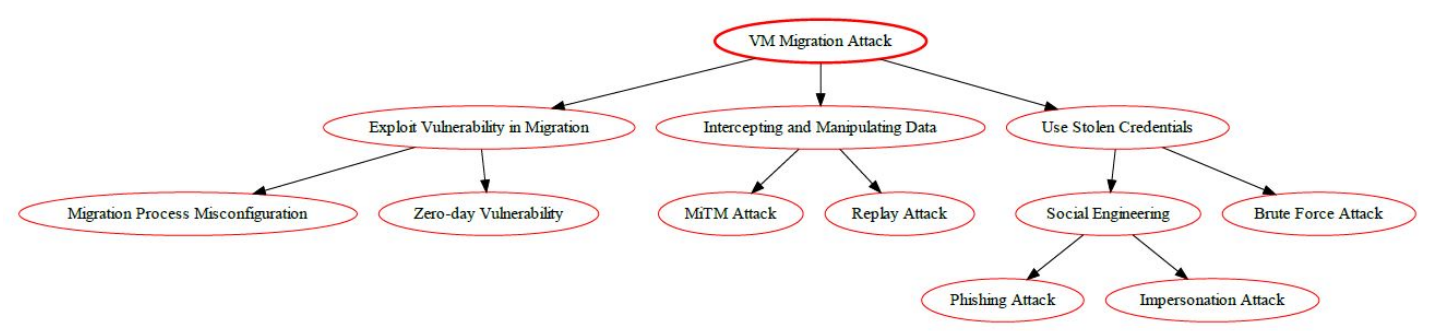 VM Migration Attack
Exploit Vulnerability in Migration
Intercepting and Manipulating Data
Use Stolen Credentials
Migration Process Misconfiguration
Zero-day Vulnerability
MiTM Attack
Replay Attack
Social Engineering
Brute Force Attack
Phishing Attack
Impersonation Attack